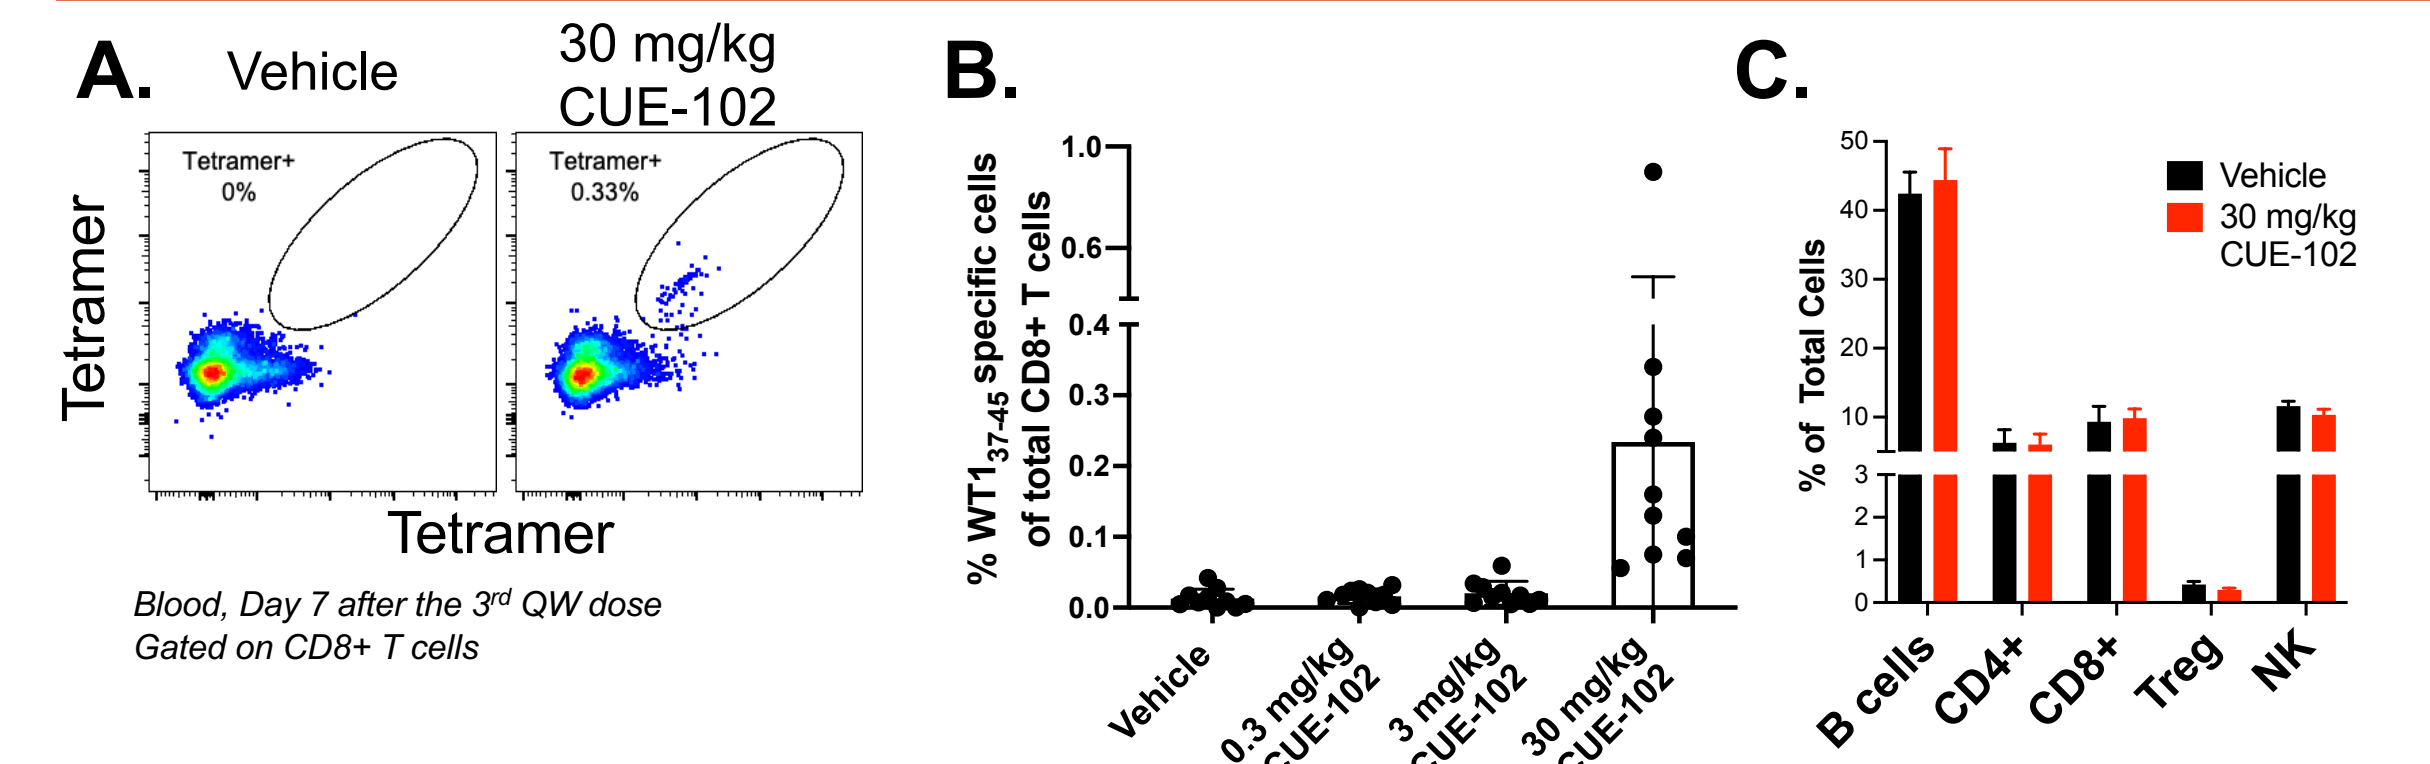 A.
Vehicle
30 mg/kg
CUE-102
Tetramer+
0%
Tetramer+
0.33%
Tetramer
Tetramer
Blood, Day 7 after the 3rd QW dose
Gated on CD8+ T cells
B.
% WT137-45 specific cells
of total CD8+ T cells
1.0
0.6
0.4
0.3
0.2
0.1
0.0
Vehicle
0.3 mg/kg
CUE-102
3 mg/kg
CUE-102
30 mg/kg
CUE-102
C.
% of Total Cells
50
40
30
20
10
3
2
1
0
Vehicle
30 mg/kg
CUE-102
B cells
CD4+
CD8+
Treg
NK